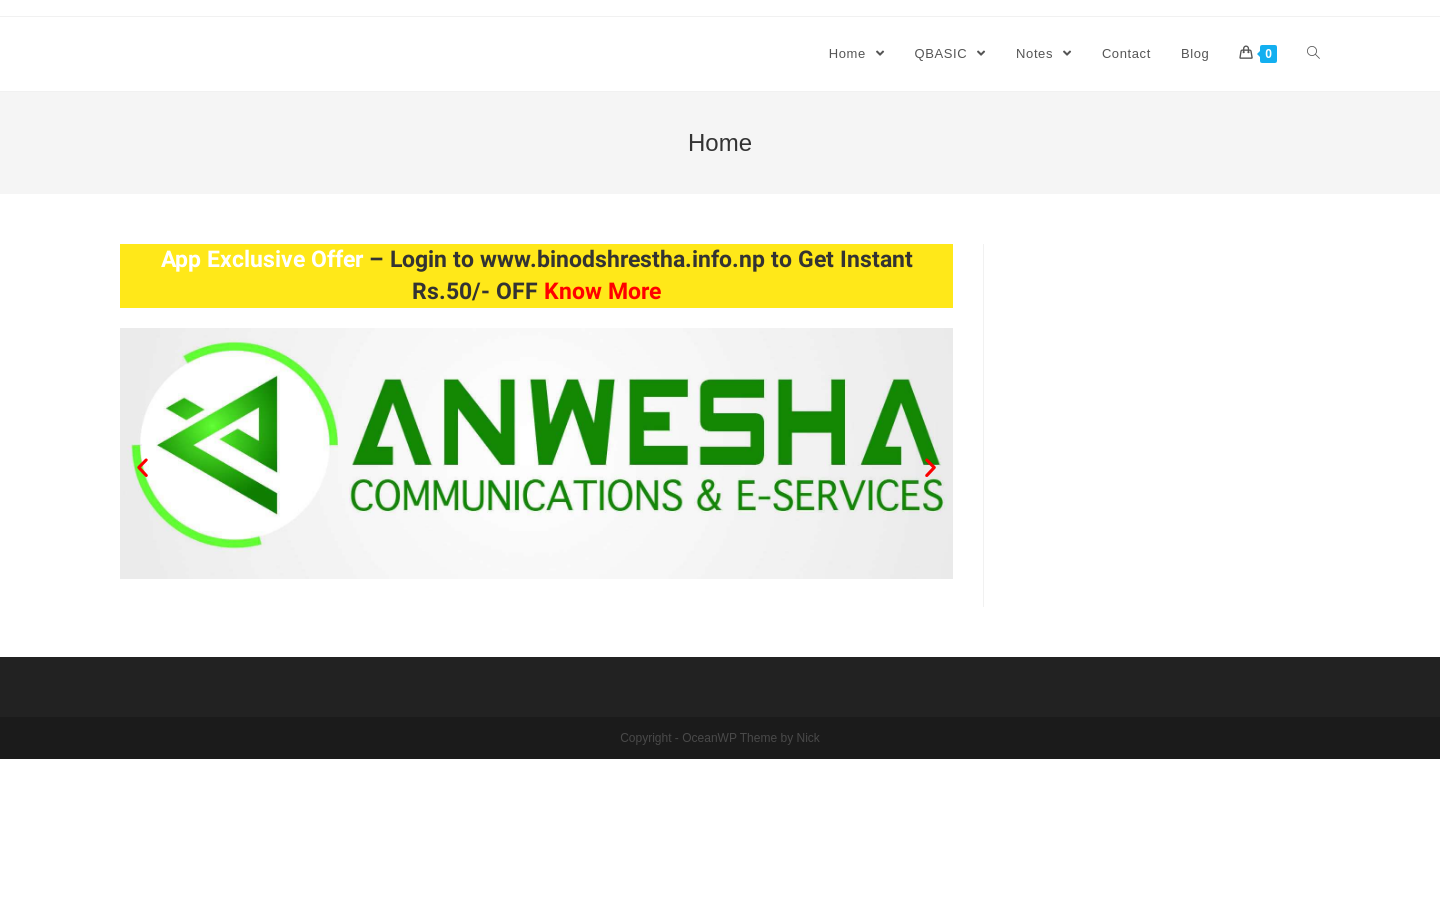 Home
QBASIC
Notes
Contact
Blog
0
Home
App Exclusive Offer – Login to www.binodshrestha.info.np to Get Instant
Rs.50/- OFF Know More
ANWESHA
COMMUNICATIONS & E-SERVICES
Copyright - OceanWP Theme by Nick